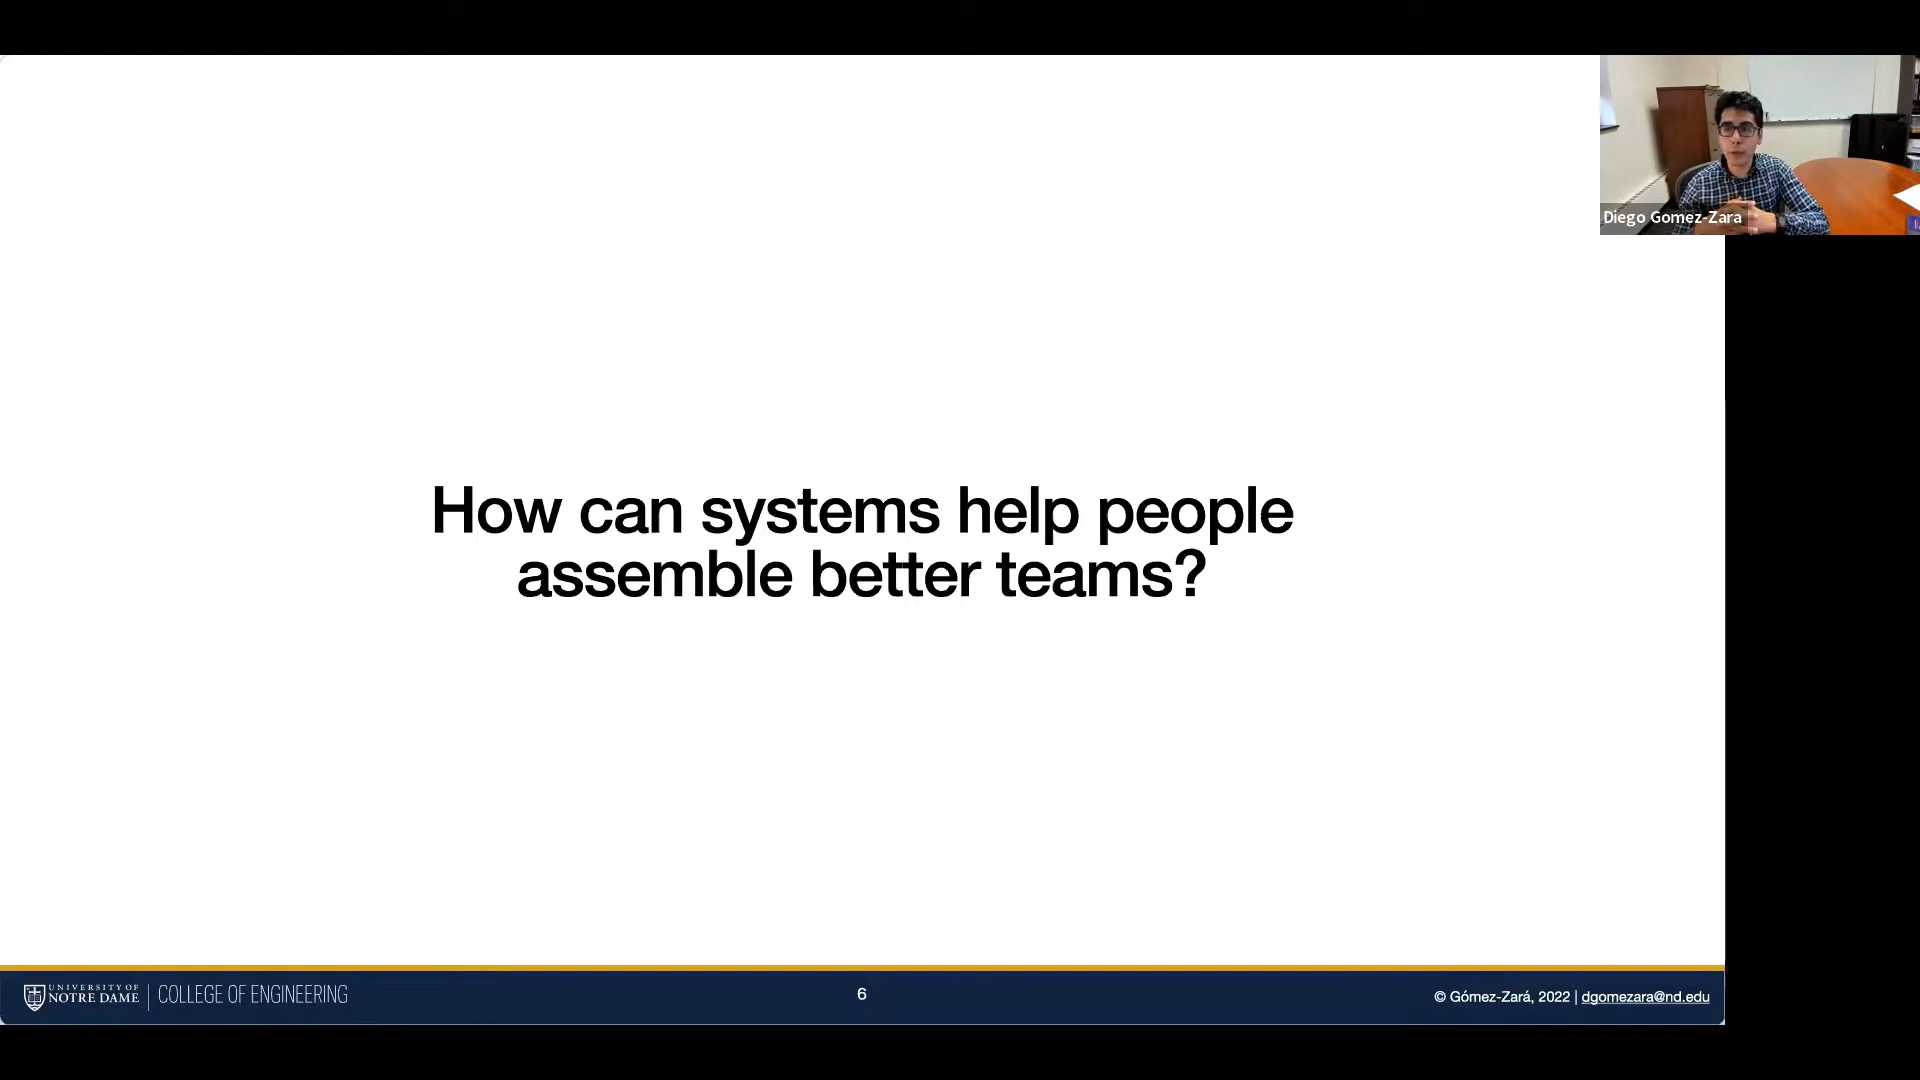 Diego Gomez-Zara
How can systems help people
assemble better teams?
UNIVERSITY OF
NOTRE DAME
COLLEGE OF ENGINEERING
6
© Gómez-Zará, 2022 | dgomezara@nd.edu